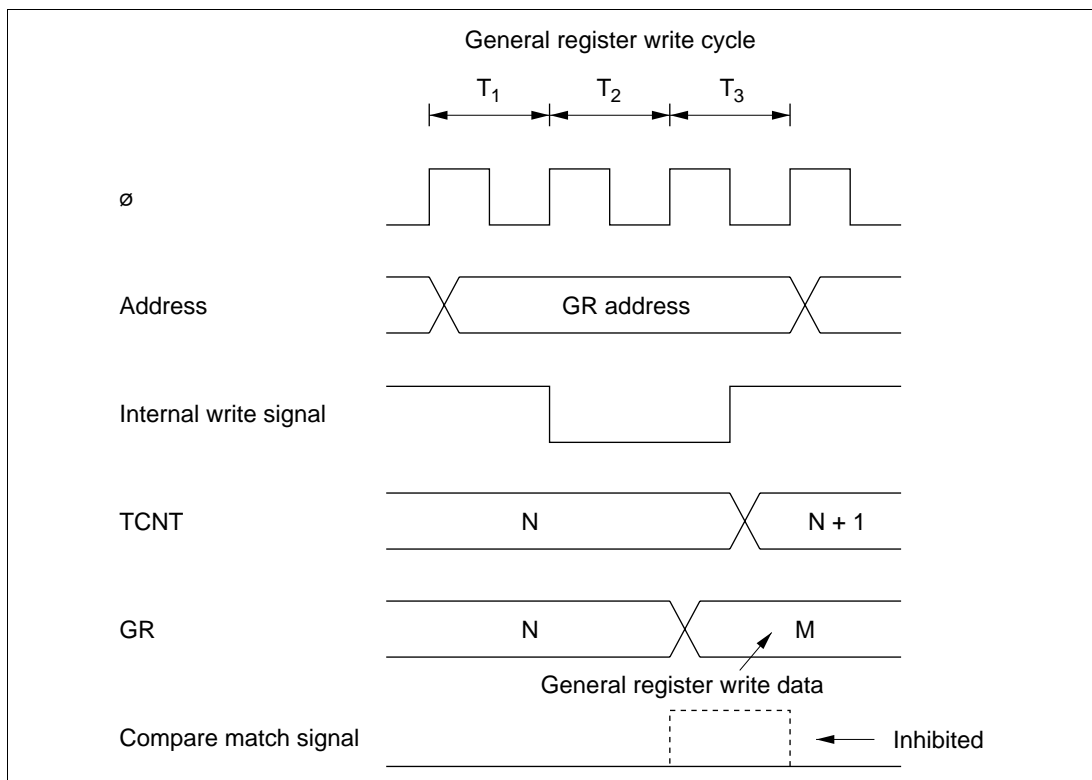 General register write cycle
T1 T2 T3
ø
Address GR address
Internal write signal
TCNT N N + 1
GR N M
General register write data
Compare match signal Inhibited